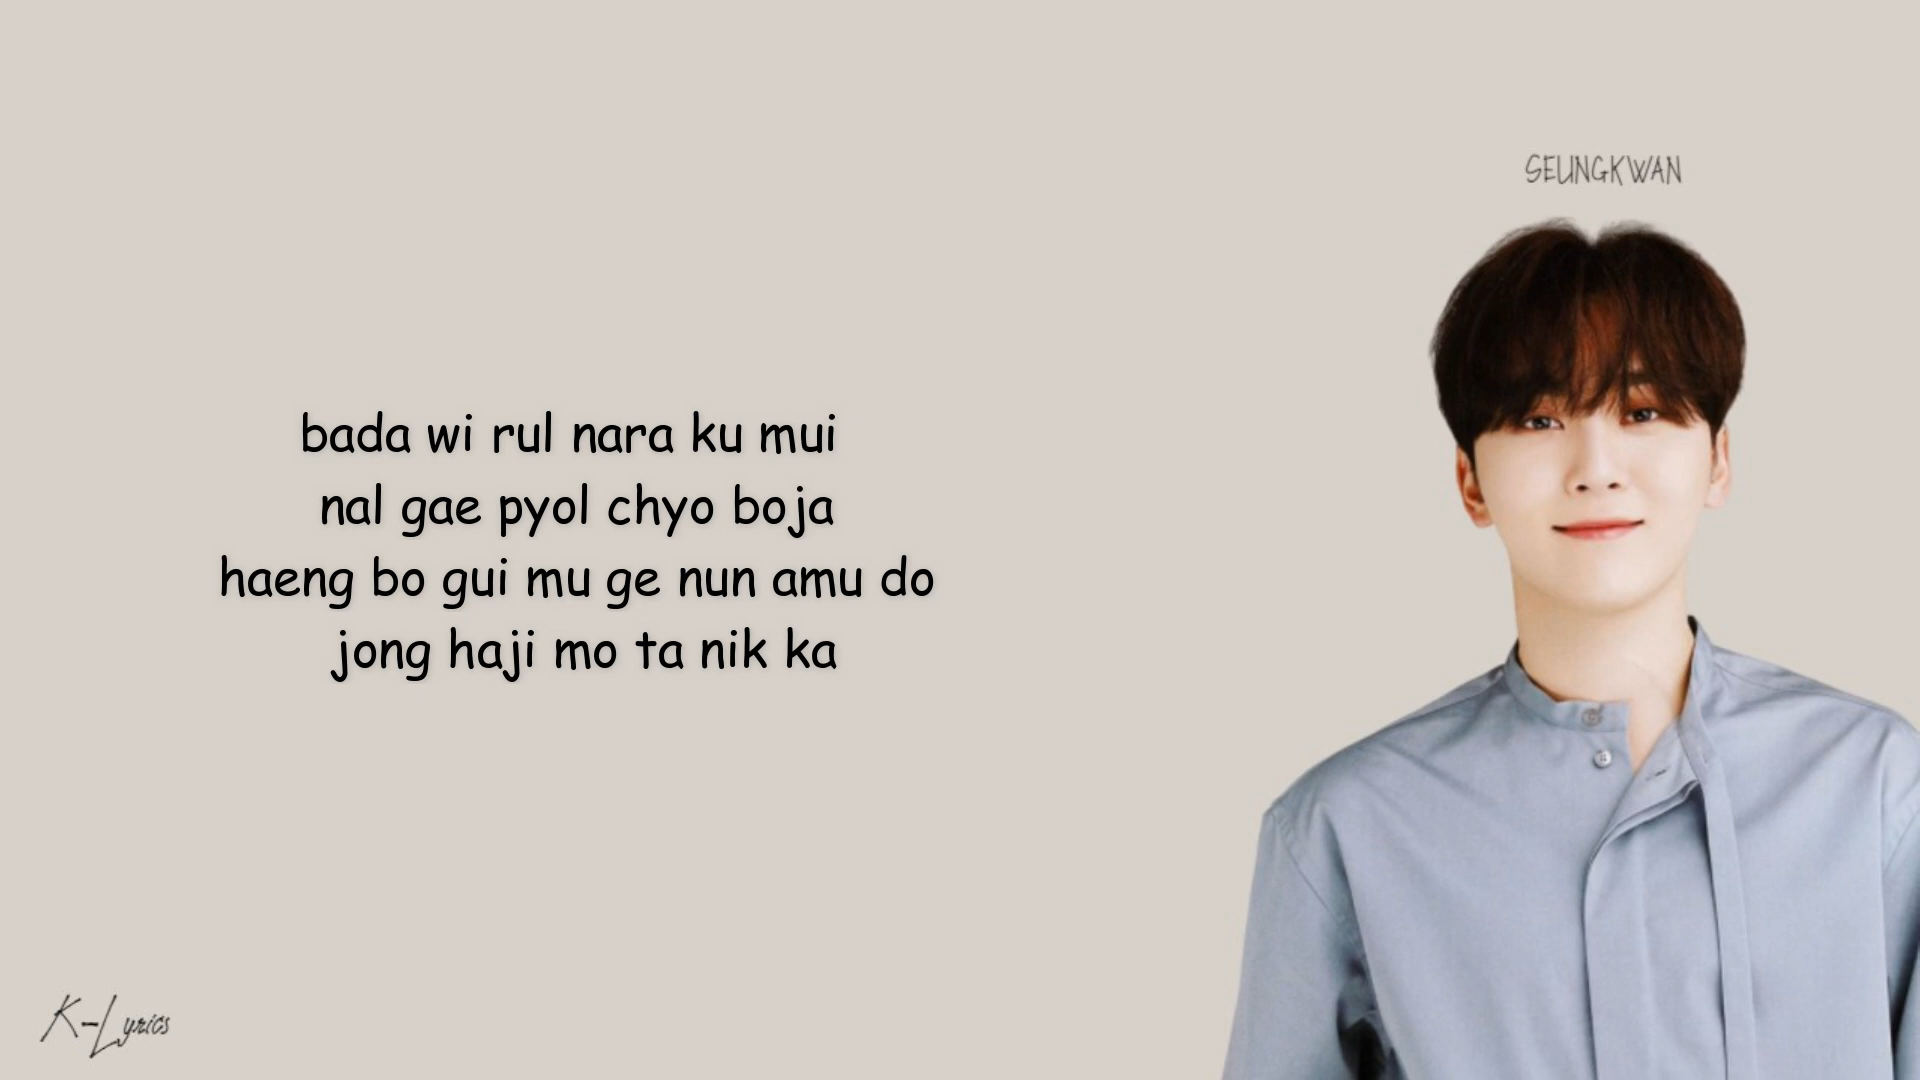 SEUNGKWAN
bada wi rul nara ku mui
nal gae pyol chyo boja
haeng bo gui mu ge nun amu do
jong haji mo ta nik ka
K-Lyrics